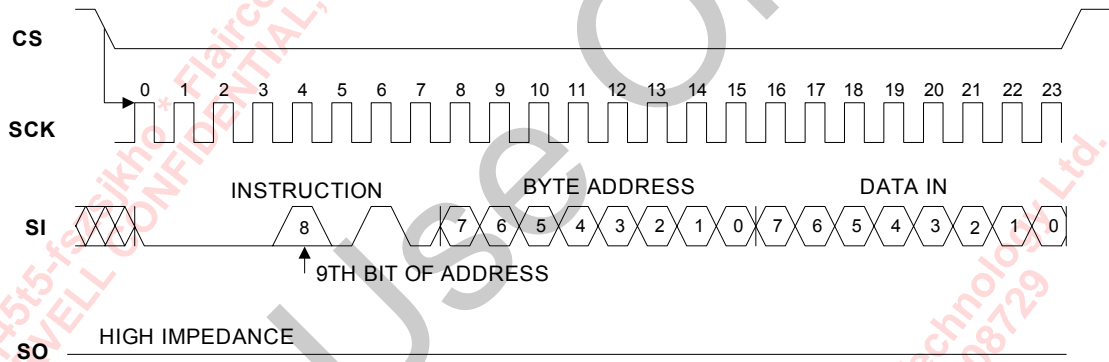 CS
0 1 2 3 4 5 6 7 8 9 10 11 12 13 14 15 16 17 18 19 20 21 22 23
SCK
INSTRUCTION BYTE ADDRESS DATA IN
SI 8 7 6 5 4 3 2 1 0 7 6 5 4 3 2 1 0
9TH BIT OF ADDRESS
HIGH IMPEDANCE
SO
Use
CONFIDENTIAL,
Ltd.